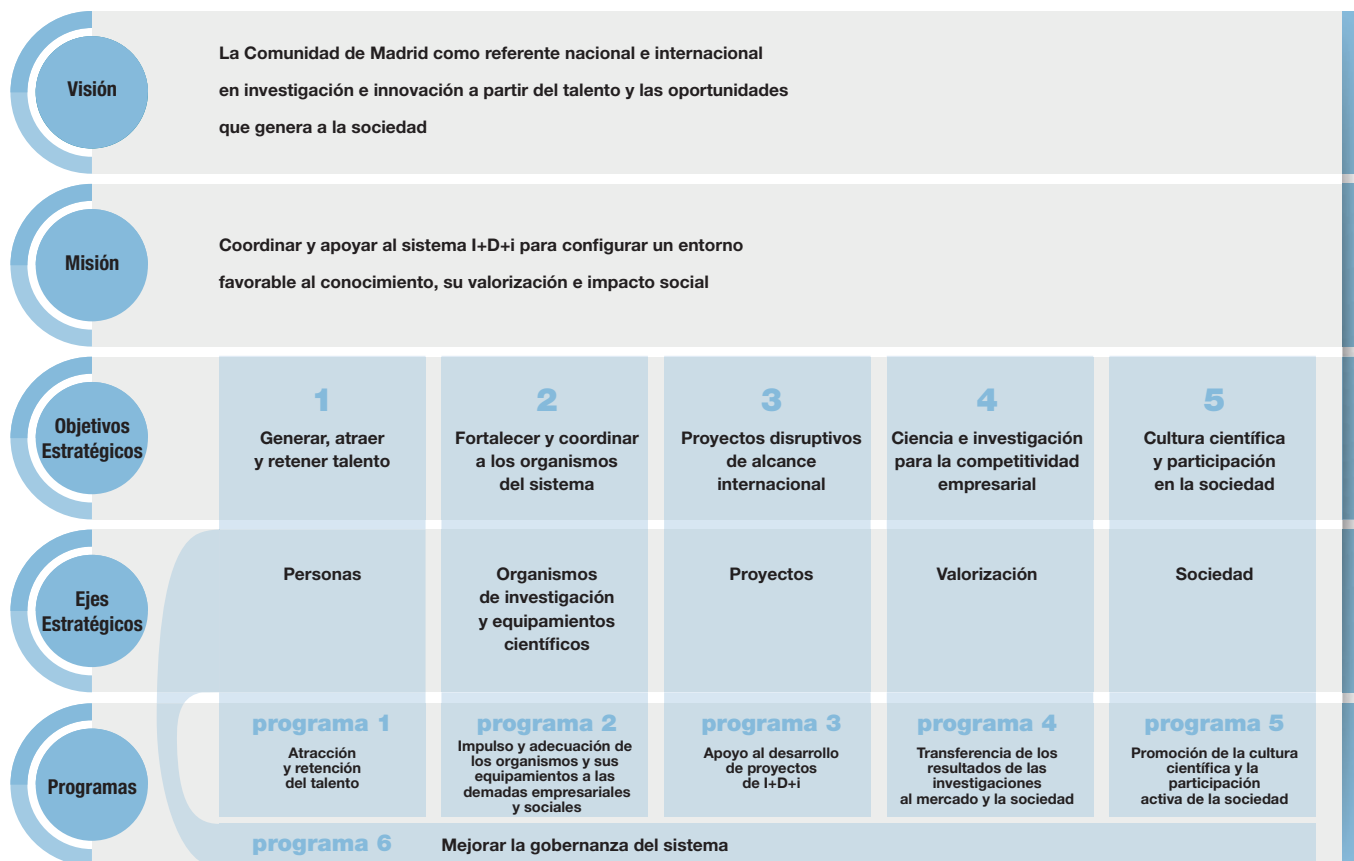 Visión
La Comunidad de Madrid como referente nacional e internacional
en investigación e innovación a partir del talento y las oportunidades
que genera a la sociedad
Misión
Coordinar y apoyar al sistema I+D+i para configurar un entorno
favorable al conocimiento, su valorización e impacto social
Objetivos
Estratégicos
1
Generar, atraer
y retener talento
2
Fortalecer y coordinar
a los organismos
del sistema
3
Proyectos disruptivos
de alcance
internacional
4
Ciencia e investigación
para la competitividad
empresarial
5
Cultura científica
y participación
en la sociedad
Ejes
Estratégicos
Personas
Organismos
de investigación
y equipamientos
científicos
Proyectos
Valorización
Sociedad
Programas
programa 1
Atracción
y retención
del talento
programa 2
Impulso y adecuación de
los organismos y sus
equipamientos a las
demadas empresariales
y sociales
programa 3
Apoyo al desarrollo
de proyectos
de I+D+i
programa 4
Transferencia de los
resultados de las
investigaciones
al mercado y la sociedad
programa 5
Promoción de la cultura
científica y la
participación
activa de la sociedad
programa 6
Mejorar la gobernanza del sistema